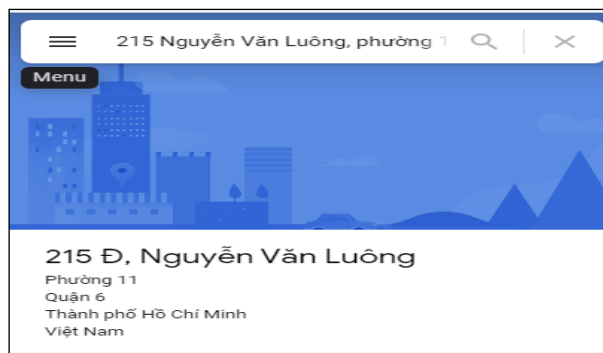 215 Nguyễn Văn Luông, phường 1
Menu
215 Đ, Nguyễn Văn Luông
Phường 11
Quận 6
Thành phố Hồ Chí Minh
Việt Nam